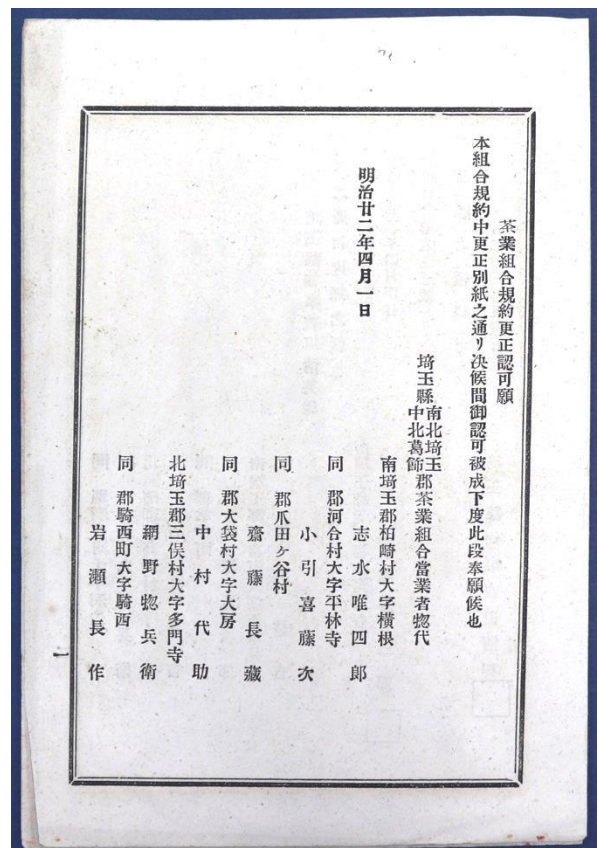 茶業組合規約更正認可願
本組合規約中更正別紙之通リ決候間御認可被成下度此段奉願候也
明治廿二年四月一日
埼玉縣南北埼玉中北葛飾郡茶業組合當業者惣代
南埼玉郡柏崎村大字横根
志水唯四郎
同郡河合村大字平林寺
小引喜藤次
同郡爪田ヶ谷村
齋藤長藏
同郡大袋村大字大房
中村代助
北埼玉郡三俣村大字多門寺
網野惣兵衛
同郡騎西町大字騎西
岩瀬長作
一